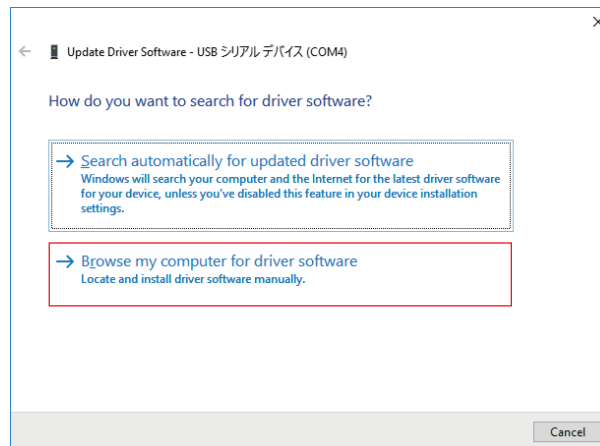 Update Driver Software - USB シリアル デバイス (COM4)
How do you want to search for driver software?
Search automatically for updated driver software
Windows will search your computer and the Internet for the latest driver software
for your device, unless you've disabled this feature in your device installation
settings.
Browse my computer for driver software
Locate and install driver software manually.
Cancel